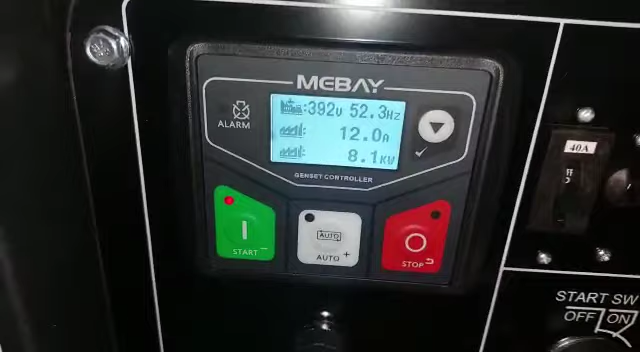 MEBAY
:392V 52.3HZ
ALARM
: 12.0A
: 8.1KW
GENSET CONTROLLER
40A
START −
AUTO
AUTO +
STOP
START SW
OFF ON